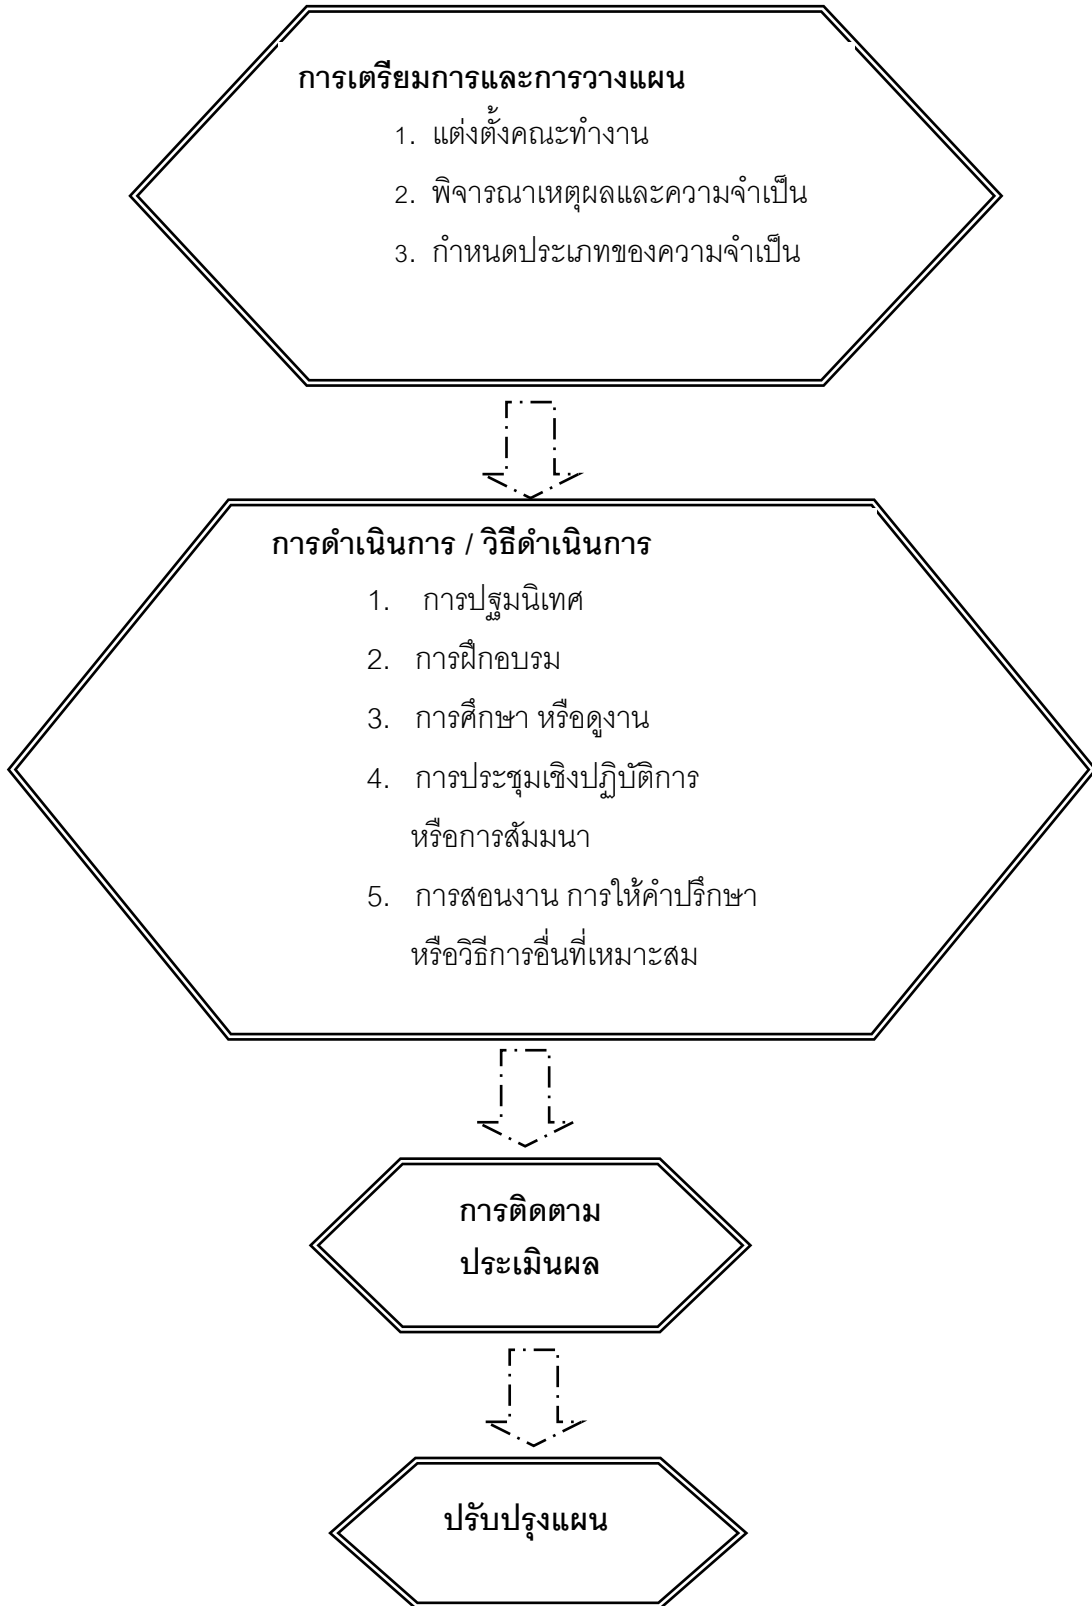 การเตรียมการและการวางแผน
1. แต่งตั้งคณะทำงาน
2. พิจารณาเหตุผลและความจำเป็น
3. กำหนดประเภทของความจำเป็น
การดำเนินการ / วิธีดำเนินการ
1. การปฐมนิเทศ
2. การฝึกอบรม
3. การศึกษา หรือดูงาน
4. การประชุมเชิงปฏิบัติการ
หรือการสัมมนา
5. การสอนงาน การให้คำปรึกษา
หรือวิธีการอื่นที่เหมาะสม
การติดตาม
ประเมินผล
ปรับปรุงแผน